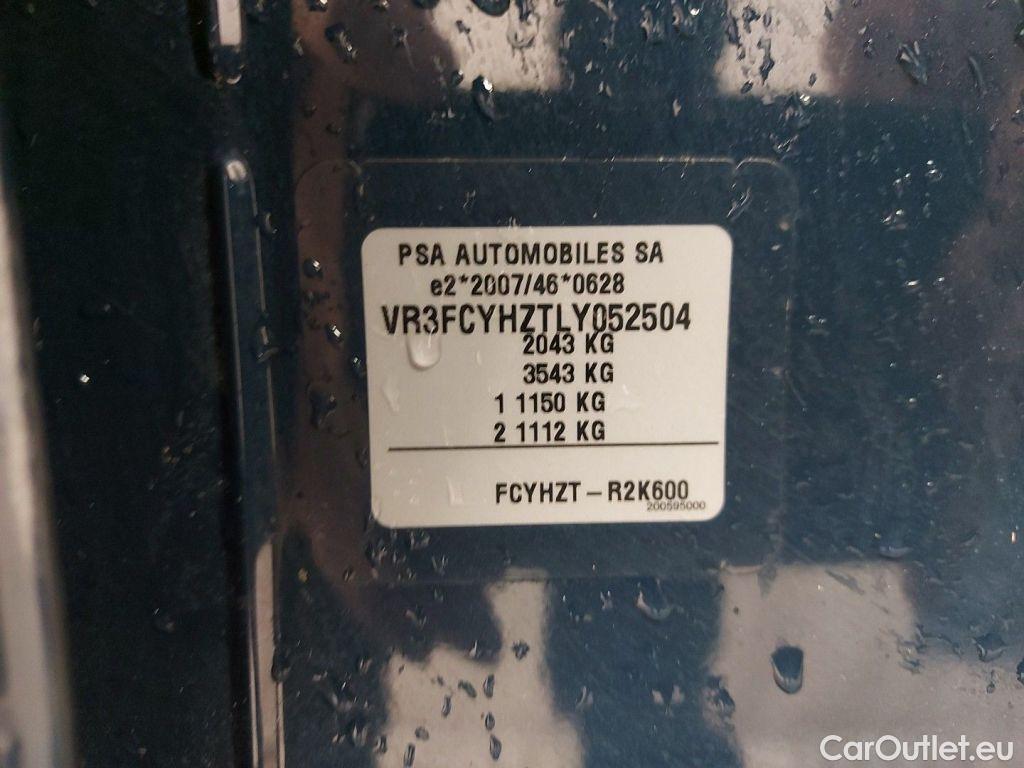 PSA AUTOMOBILES SA
e2*2007/46*0628
VR3FCYHZTLY052504
2043 KG
3543 KG
1 1150 KG
2 1112 KG
FCYHZT - R2K600
200595000
CarOutlet.eu